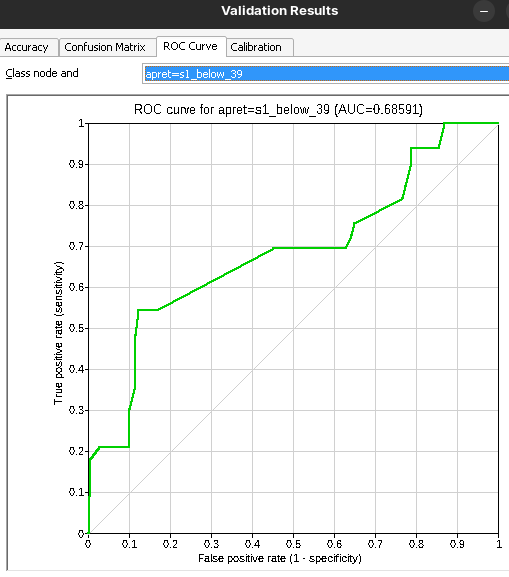 Validation Results
Accuracy Confusion Matrix ROC Curve Calibration
Class node and apret=s1_below_39
ROC curve for apret=s1_below_39 (AUC=0.68591)
1
0.9
0.8
0.7
0.6
0.5
0.4
0.3
0.2
0.1
0
True positive rate (sensitivity)
0 0.1 0.2 0.3 0.4 0.5 0.6 0.7 0.8 0.9 1
False positive rate (1 - specificity)